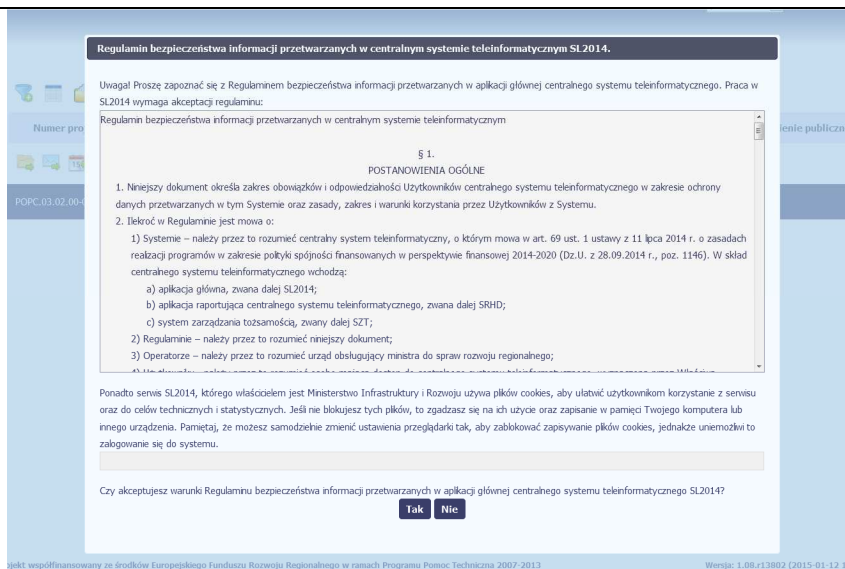 Regulamin bezpieczeństwa informacji przetwarzanych w centralnym systemie teleinformatycznym SL2014.
Uwaga! Proszę zapoznać się z Regulaminem bezpieczeństwa informacji przetwarzanych w aplikacji głównej centralnego systemu teleinformatycznego. Praca w
SL2014 wymaga akceptacji regulaminu:
Regulamin bezpieczeństwa informacji przetwarzanych w centralnym systemie teleinformatycznym
§ 1.
POSTANOWIENIA OGÓLNE
1. Niniejszy dokument określa zakres obowiązków i odpowiedzialności Użytkowników centralnego systemu teleinformatycznego w zakresie ochrony
danych przetwarzanych w tym Systemie oraz zasady, zakres i warunki korzystania przez Użytkowników z Systemu.
2. Ilekroć w Regulaminie jest mowa o:
1) Systemie – należy przez to rozumieć centralny system teleinformatyczny, o którym mowa w art. 69 ust. 1 ustawy z 11 lipca 2014 r. o zasadach
realizacji programów w zakresie polityki spójności finansowanych w perspektywie finansowej 2014-2020 (Dz.U. z 28.09.2014 r., poz. 1146). W skład
centralnego systemu teleinformatycznego wchodzą:
a) aplikacja główna, zwana dalej SL2014;
b) aplikacja raportująca centralnego systemu teleinformatycznego, zwana dalej SRHD;
c) system zarządzania tożsamością, zwany dalej SZT;
2) Regulaminie – należy przez to rozumieć niniejszy dokument;
3) Operatorze – należy przez to rozumieć urząd obsługujący ministra do spraw rozwoju regionalnego;
Ponadto serwis SL2014, którego właścicielem jest Ministerstwo Infrastruktury i Rozwoju używa plików cookies, aby ułatwić użytkownikom korzystanie z serwisu
oraz do celów technicznych i statystycznych. Jeśli nie blokujesz tych plików, to zgadzasz się na ich użycie oraz zapisanie w pamięci Twojego komputera lub
innego urządzenia. Pamiętaj, że możesz samodzielnie zmienić ustawienia przeglądarki tak, aby zablokować zapisywanie plików cookies, jednakże uniemożliwi to
zalogowanie się do systemu.
Czy akceptujesz warunki Regulaminu bezpieczeństwa informacji przetwarzanych w aplikacji głównej centralnego systemu teleinformatycznego SL2014?
Tak Nie
Numer pro
ienie publiczn
POPC.03.02.00-
ojekt współfinansowany ze środków Europejskiego Funduszu Rozwoju Regionalnego w ramach Programu Pomoc Techniczna 2007-2013
Wersja: 1.08.r13802 (2015-01-12 1